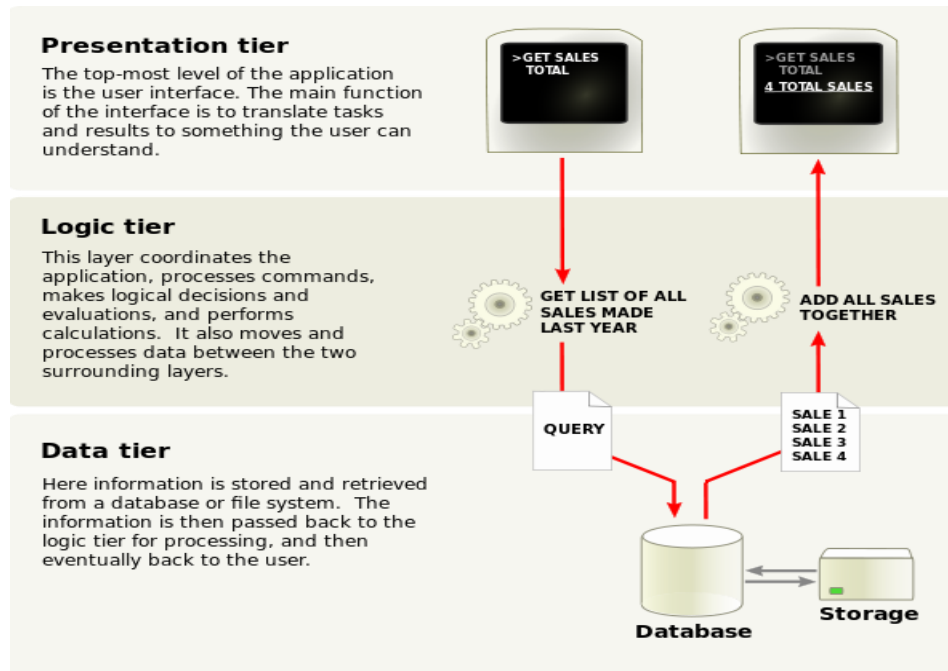 Presentation tier
The top-most level of the application
is the user interface. The main function
of the interface is to translate tasks
and results to something the user can
understand.
>GET SALES
TOTAL
>GET SALES
TOTAL
4 TOTAL SALES
Logic tier
This layer coordinates the
application, processes commands,
makes logical decisions and
evaluations, and performs
calculations.  It also moves and
processes data between the two
surrounding layers.
GET LIST OF ALL
SALES MADE
LAST YEAR
ADD ALL SALES
TOGETHER
QUERY
SALE 1
SALE 2
SALE 3
SALE 4
Data tier
Here information is stored and retrieved
from a database or file system.  The
information is then passed back to the
logic tier for processing, and then
eventually back to the user.
Database
Storage